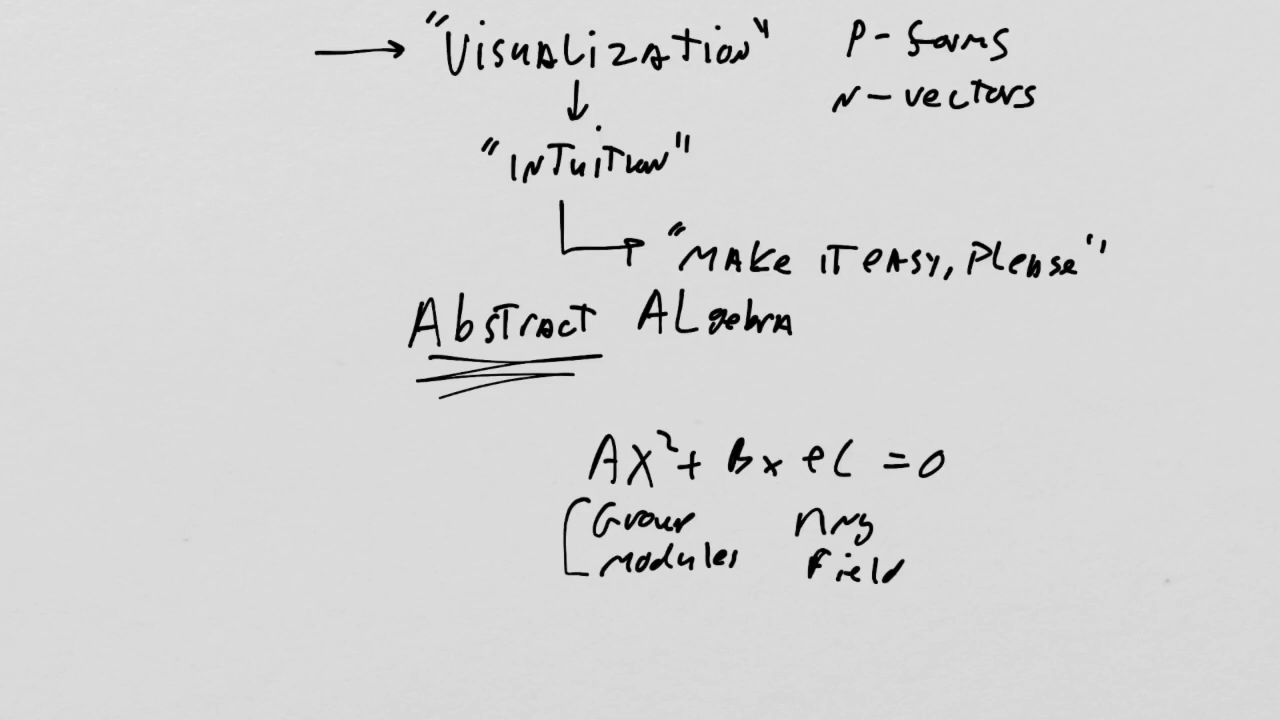 "Visualization" P-forms
N-vectors
"Intuition"
"Make it easy, please"
Abstract Algebra
Ax² + Bx + C = 0
Group Ring
modules Field